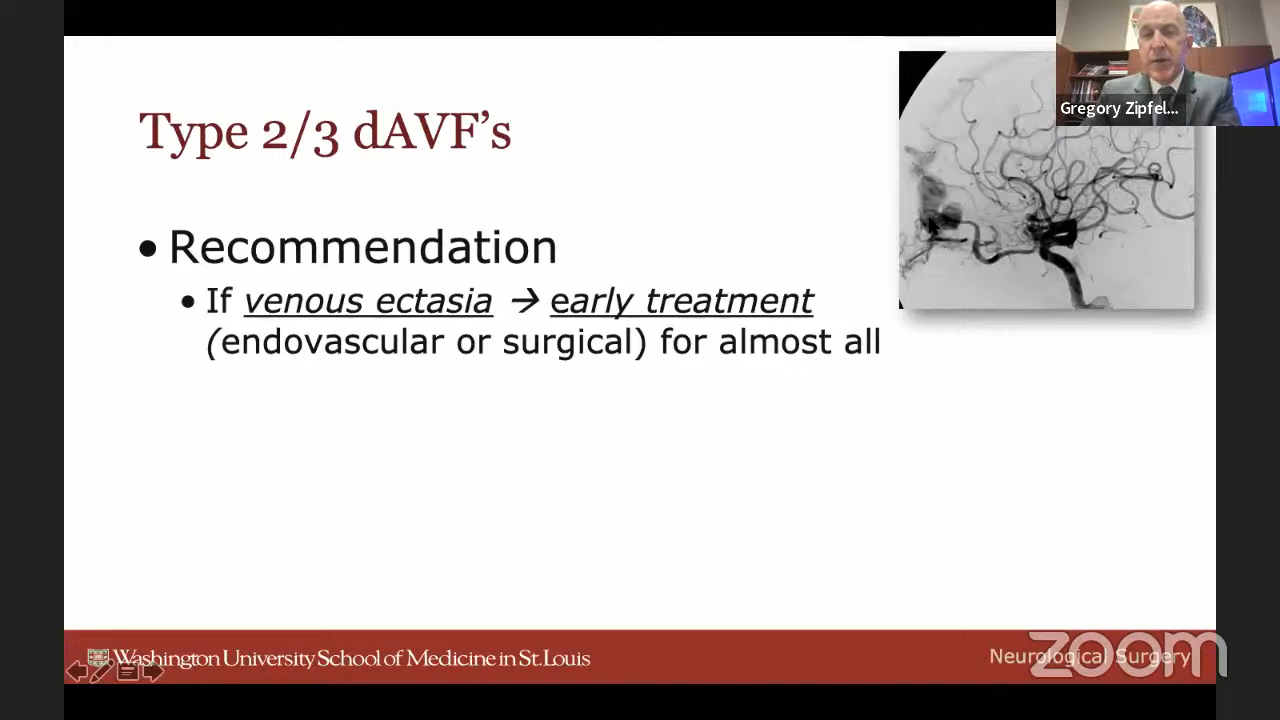 Gregory Zipfel...
Type 2/3 dAVF’s
• Recommendation
• If venous ectasia → early treatment
(endovascular or surgical) for almost all
Washington University School of Medicine in St. Louis
Neurological Surgery
zoom